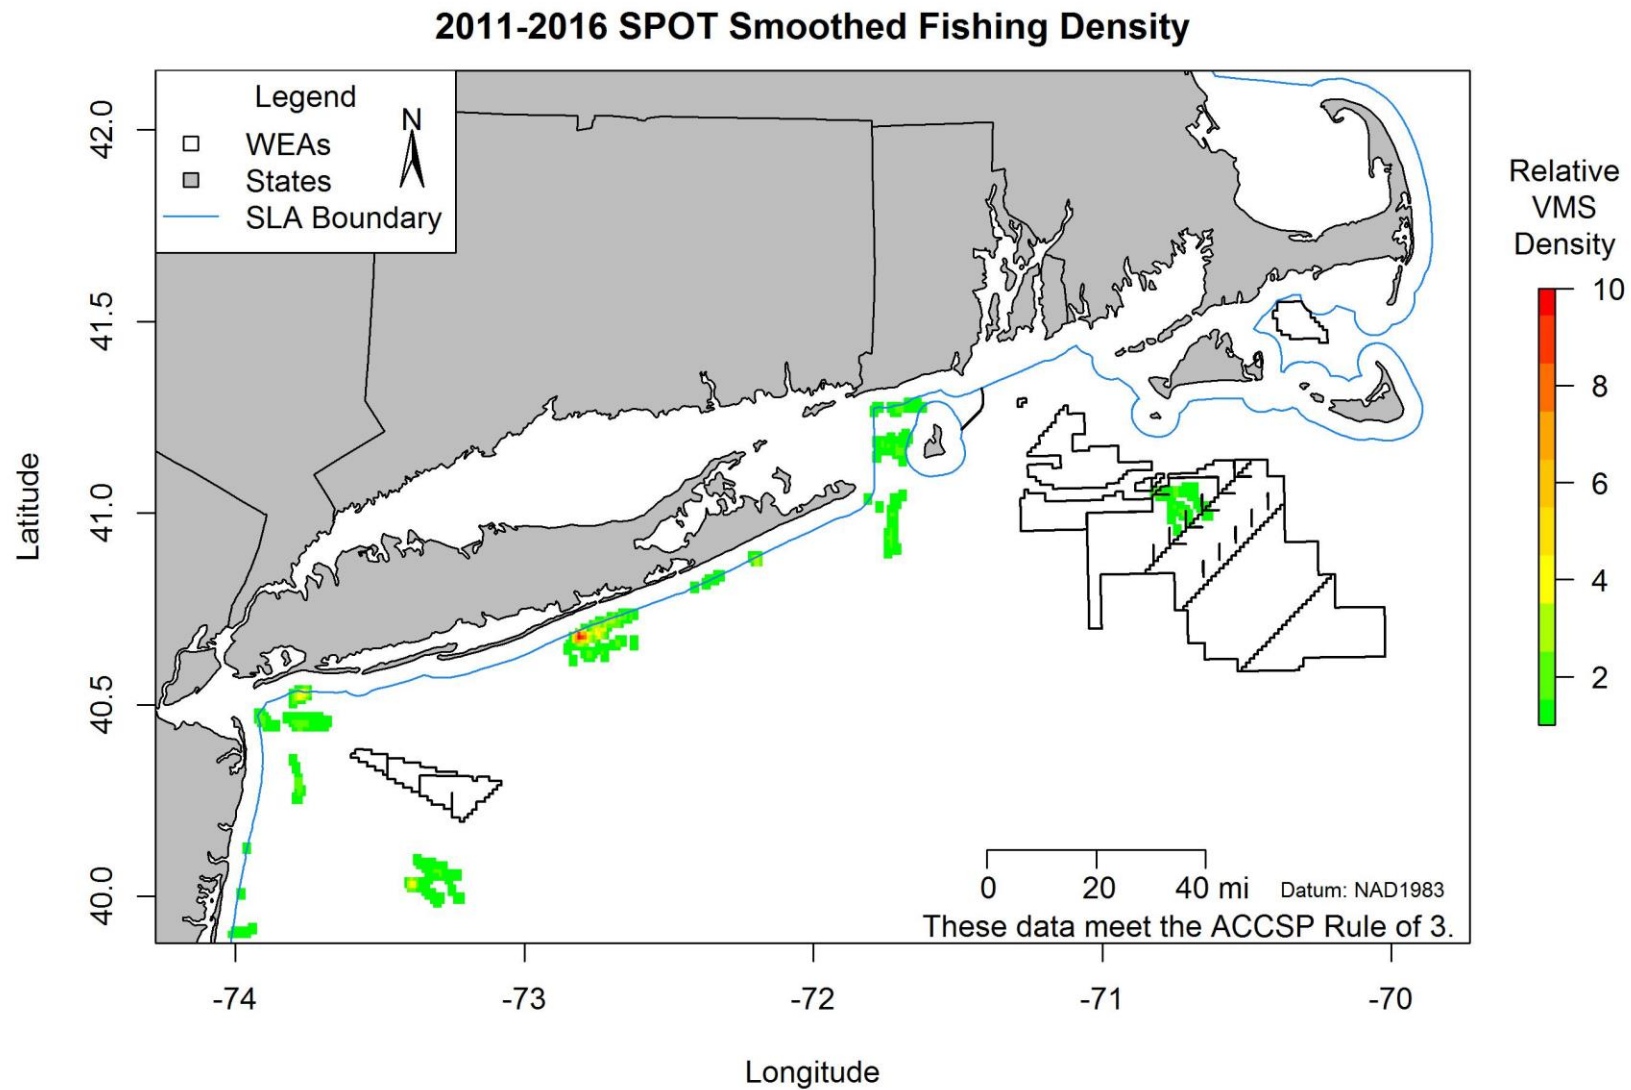 2011-2016 SPOT Smoothed Fishing Density
Legend
N
WEAs
States
SLA Boundary
Relative
VMS
Density
10
8
6
4
2
Latitude
42.0
41.5
41.0
40.5
40.0
0 20 40 mi Datum: NAD1983
These data meet the ACCSP Rule of 3.
-74 -73 -72 -71 -70
Longitude